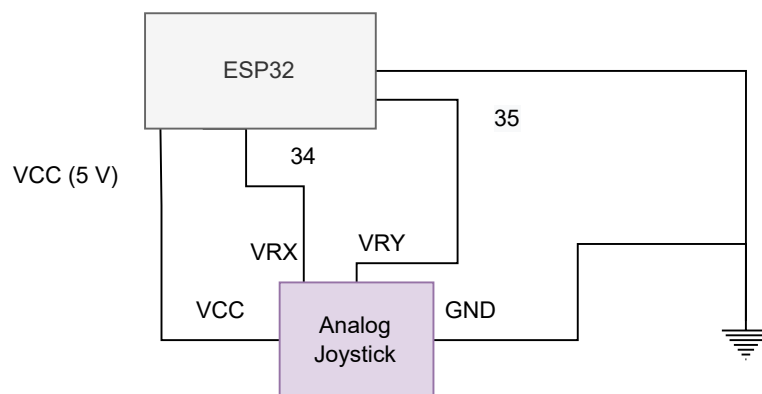 ESP32
35
34
VCC (5 V)
VRX
VRY
VCC
GND
Analog
Joystick